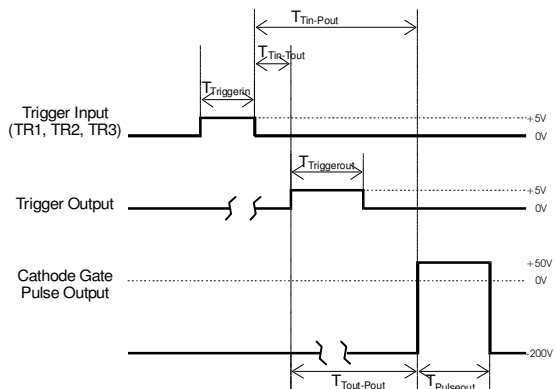 TTin-Pout
TTin-Tout
TTriggerin
Trigger Input
(TR1, TR2, TR3)
+5V
0V
TTriggerout
Trigger Output
+5V
0V
Cathode Gate
Pulse Output
+50V
0V
-200V
TTout-Pout
TPulseout